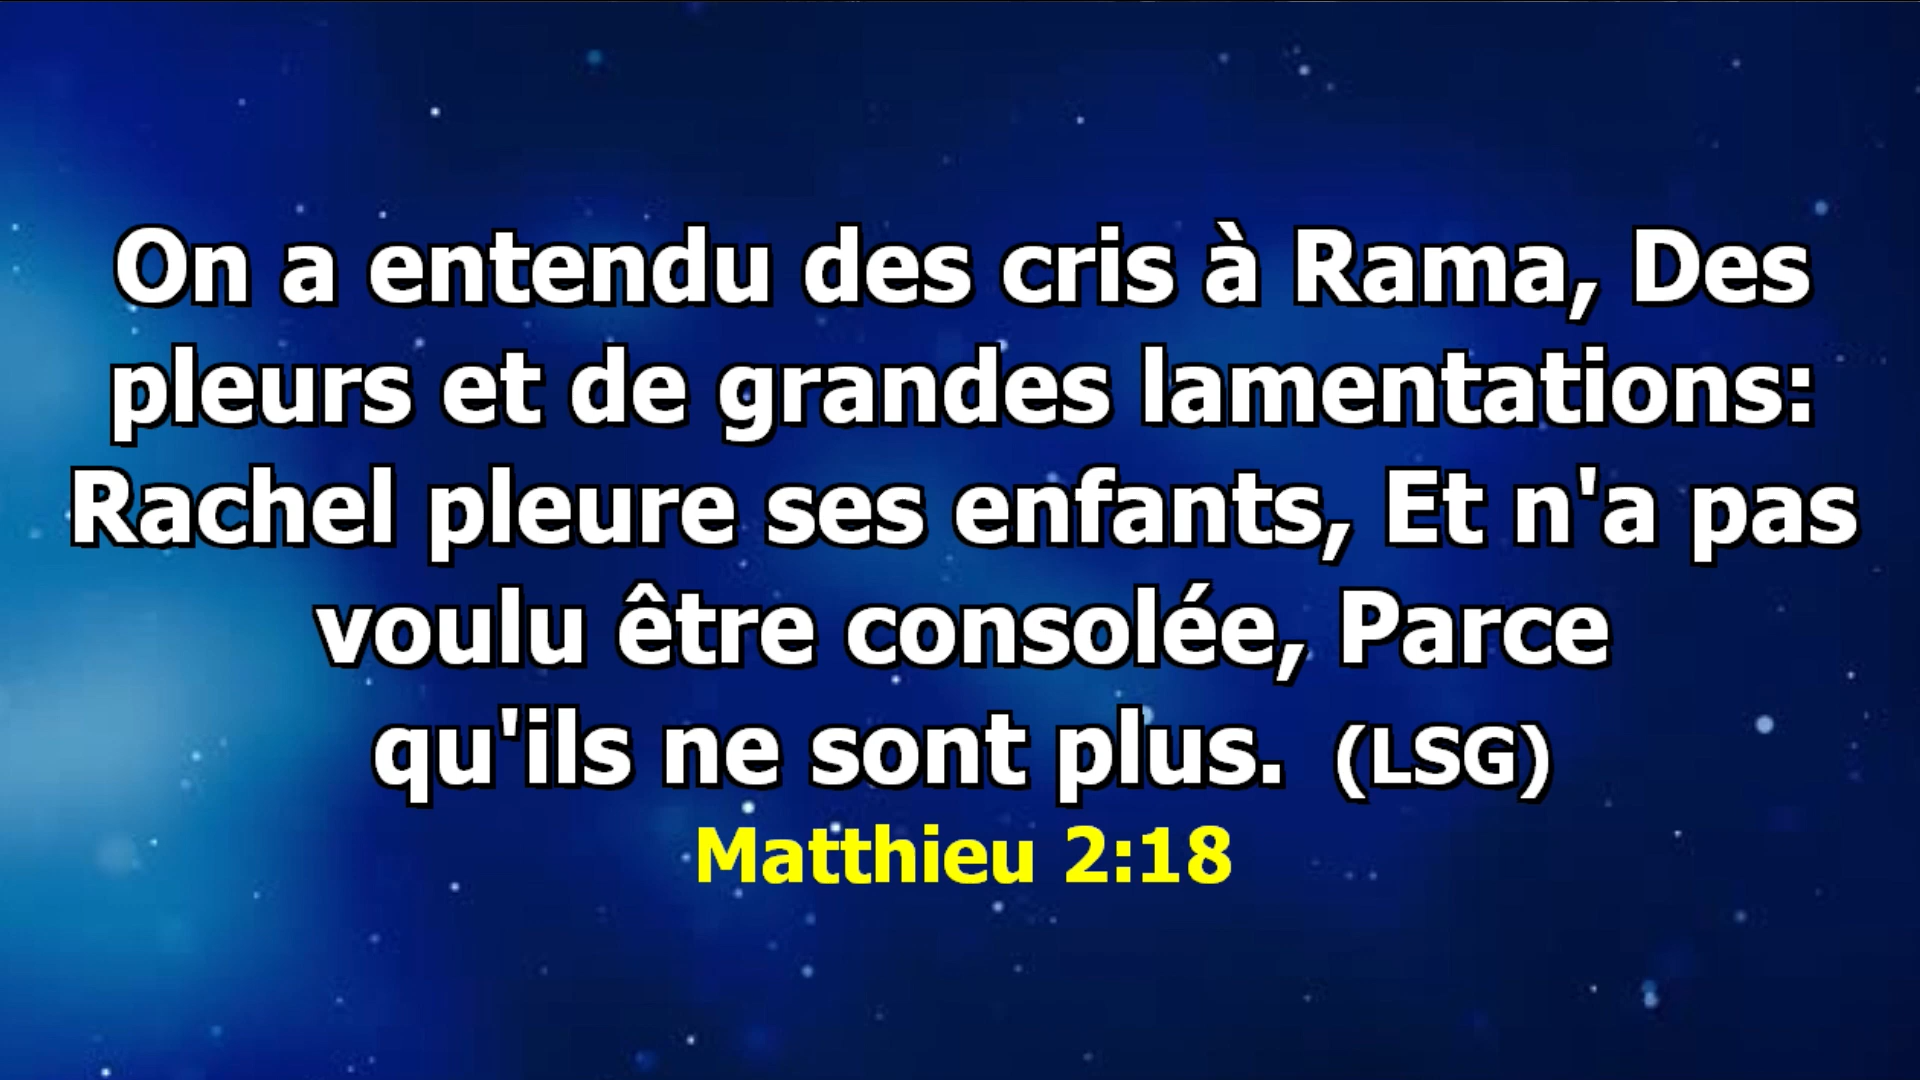 On a entendu des cris à Rama, Des
pleurs et de grandes lamentations:
Rachel pleure ses enfants, Et n'a pas
voulu être consolée, Parce
qu'ils ne sont plus. (LSG)
Matthieu 2:18